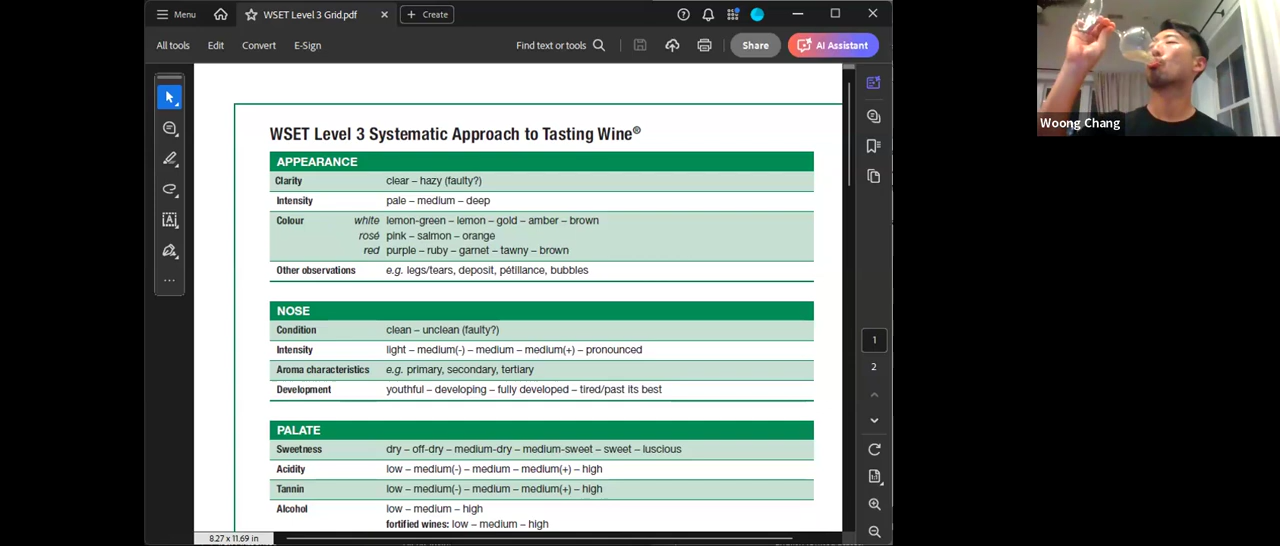 Menu
WSET Level 3 Grid.pdf
Create
All tools
Edit
Convert
E-Sign
Find text or tools
Share
AI Assistant
WSET Level 3 Systematic Approach to Tasting Wine®
APPEARANCE
Clarity clear – hazy (faulty?)
Intensity pale – medium – deep
Colour white lemon-green – lemon – gold – amber – brown
rosé pink – salmon – orange
red purple – ruby – garnet – tawny – brown
Other observations e.g. legs/tears, deposit, pétillance, bubbles
NOSE
Condition clean – unclean (faulty?)
Intensity light – medium(-) – medium – medium(+) – pronounced
Aroma characteristics e.g. primary, secondary, tertiary
Development youthful – developing – fully developed – tired/past its best
PALATE
Sweetness dry – off-dry – medium-dry – medium-sweet – sweet – luscious
Acidity low – medium(-) – medium – medium(+) – high
Tannin low – medium(-) – medium – medium(+) – high
Alcohol low – medium – high
fortified wines: low – medium – high
8.27 x 11.69 in
1
2
Woong Chang